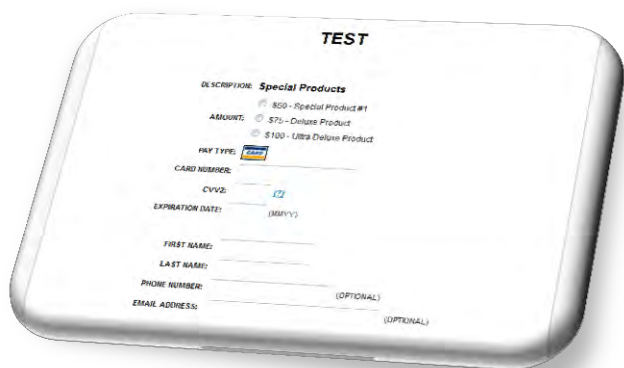 TEST
DESCRIPTION: Special Products
$50 - Special Product #1
AMOUNT: $75 - Deluxe Product
$100 - Ultra Deluxe Product
PAY TYPE: CARD
CARD NUMBER:
CVV2: [?]
EXPIRATION DATE: (MMYY)
FIRST NAME:
LAST NAME:
PHONE NUMBER: (OPTIONAL)
EMAIL ADDRESS: (OPTIONAL)